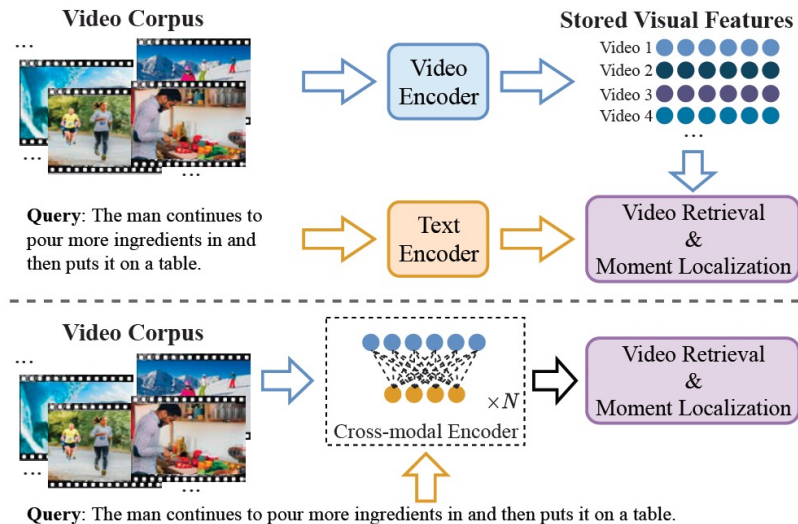 Video Corpus
...
...
...
Video
Encoder
Stored Visual Features
Video 1
Video 2
Video 3
Video 4
...
Query: The man continues to
pour more ingredients in and
then puts it on a table.
Text
Encoder
Video Retrieval
&
Moment Localization
Video Corpus
...
...
...
×N
Cross-modal Encoder
Video Retrieval
&
Moment Localization
Query: The man continues to pour more ingredients in and then puts it on a table.